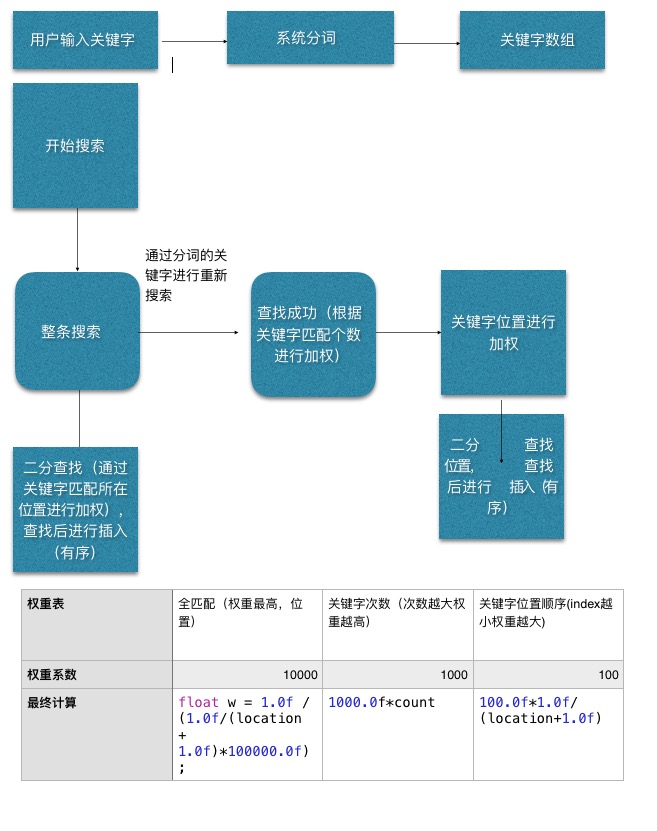 用户输入关键字
系统分词
关键字数组
开始搜索
通过分词的关
键字进行重新
搜索
整条搜索
查找成功（根据
关键字匹配个数
进行加权）
关键字位置进行
加权
二分查找（通过
关键字匹配所在
位置进行加权），
查找后进行插入
（有序）
二分 查找
位置， 查找
后进行 插入（有
序）
权重表
全匹配（权重最高，位
置）
关键字次数（次数越大权
重越高）
关键字位置顺序(index越
小权重越大)
权重系数
10000
1000
100
最终计算
float w = 1.0f /
(1.0f/(location
+
1.0f)*100000.0f)
;
1000.0f*count
100.0f*1.0f/
(location+1.0f)